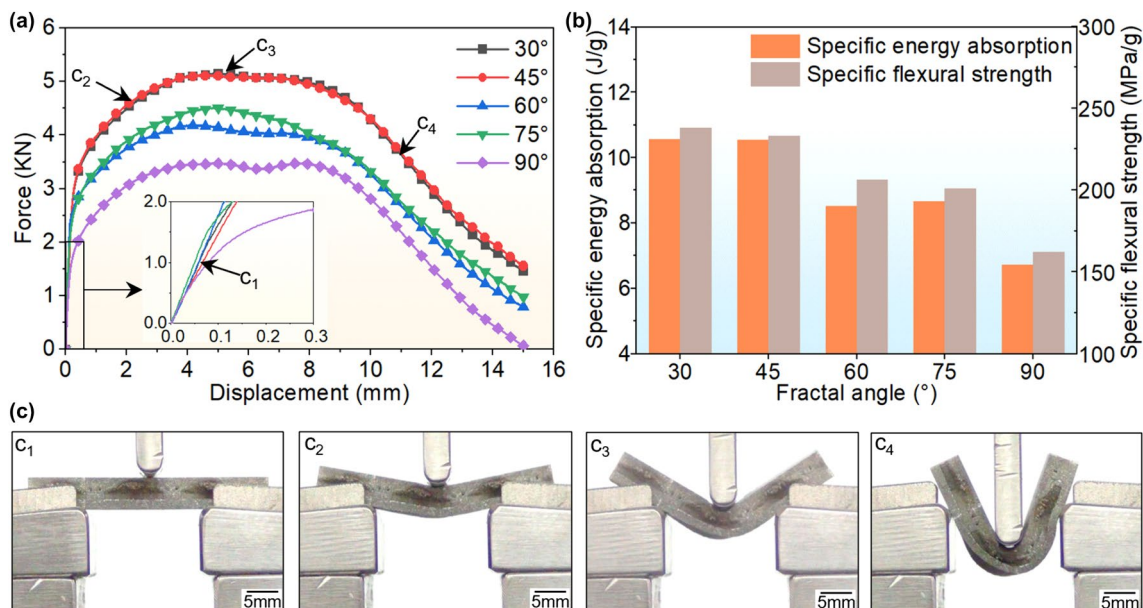 (a)
6
5
4
3
2
1
0
Force (KN)
0
2
4
6
8
10
12
14
16
Displacement (mm)
c₂
c₃
c₄
30°
45°
60°
75°
90°
2.0
1.0
0.0
0.0
0.1
0.2
0.3
c₁
(b)
14
12
10
8
6
4
Specific energy absorption (J/g)
Specific energy absorption
Specific flexural strength
300
250
200
150
100
Specific flexural strength (MPa/g)
30
45
60
75
90
Fractal angle (°)
(c)
c₁
5mm
c₂
5mm
c₃
5mm
c₄
5mm